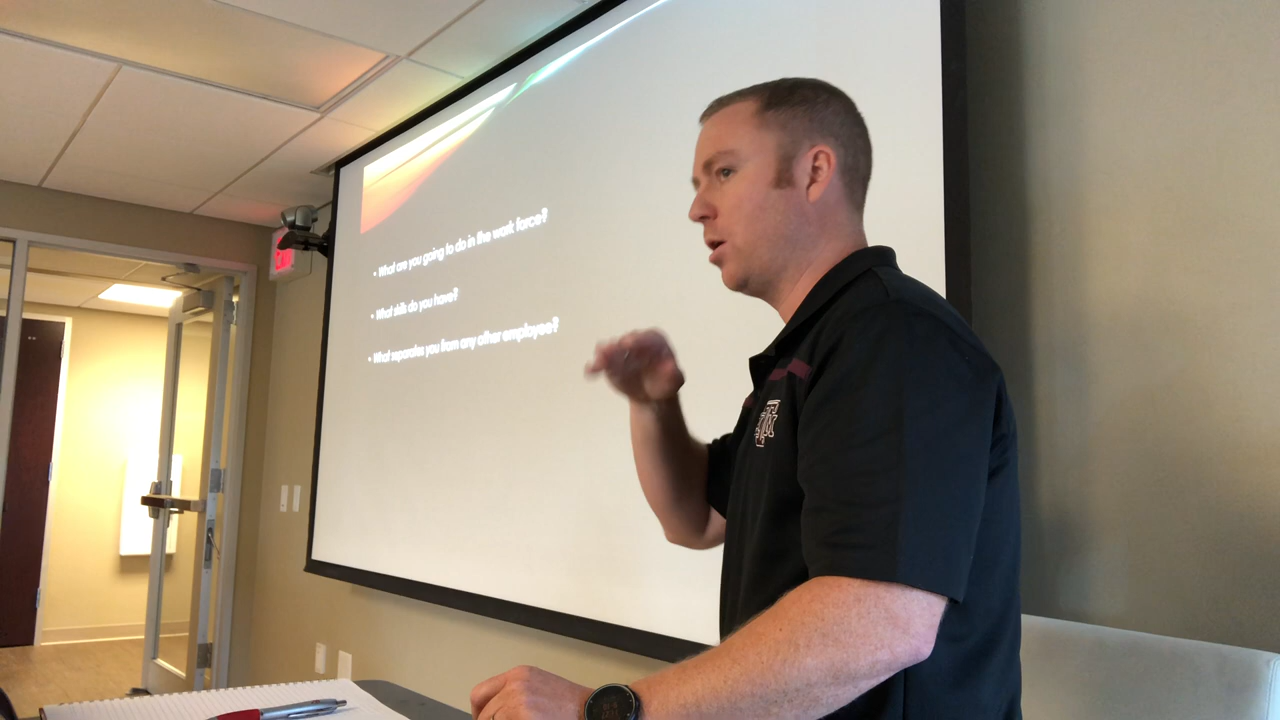 • What are you going to do in the work force?
• What skills do you have?
• What separates you from any other employee?